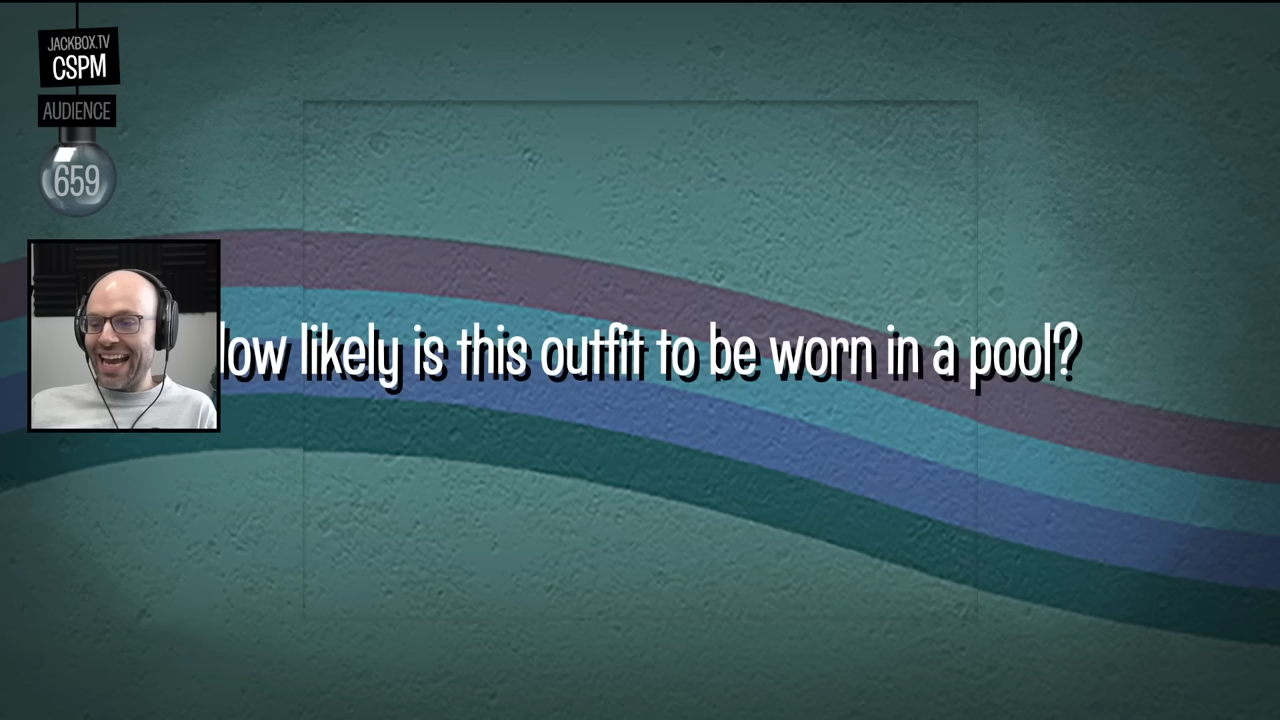 JACKBOX.TV
CSPM
AUDIENCE
659
likely is this outfit to be worn in a pool?